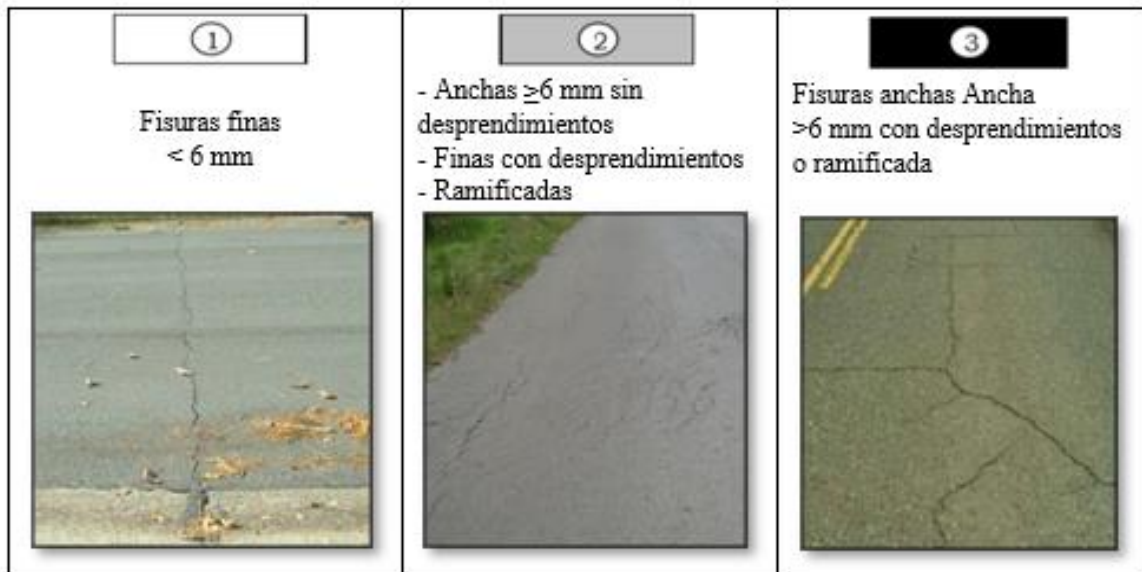 1
Fisuras finas
< 6 mm
2
- Anchas ≥6 mm sin
desprendimientos
- Finas con desprendimientos
- Ramificadas
3
Fisuras anchas Ancha
>6 mm con desprendimientos
o ramificada